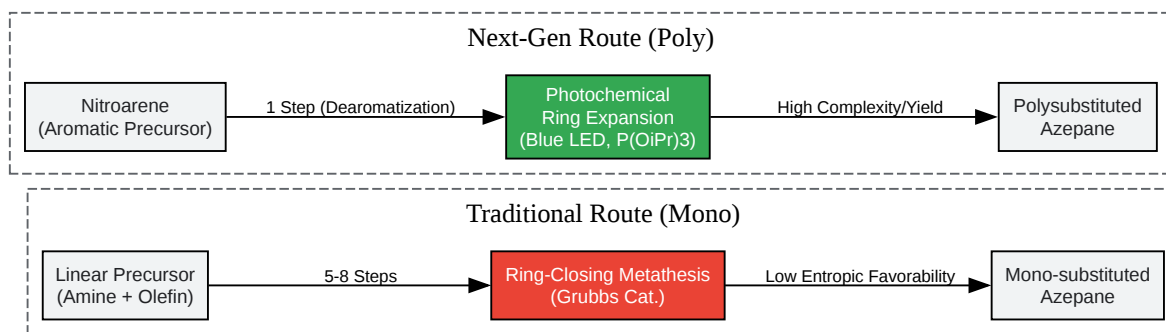 Next-Gen Route (Poly)
Nitroarene
(Aromatic Precursor)
1 Step (Dearomatization)
Photochemical
Ring Expansion
(Blue LED, P(OiPr)3)
High Complexity/Yield
Polysubstituted
Azepane
Traditional Route (Mono)
Linear Precursor
(Amine + Olefin)
5-8 Steps
Ring-Closing Metathesis
(Grubbs Cat.)
Low Entropic Favorability
Mono-substituted
Azepane